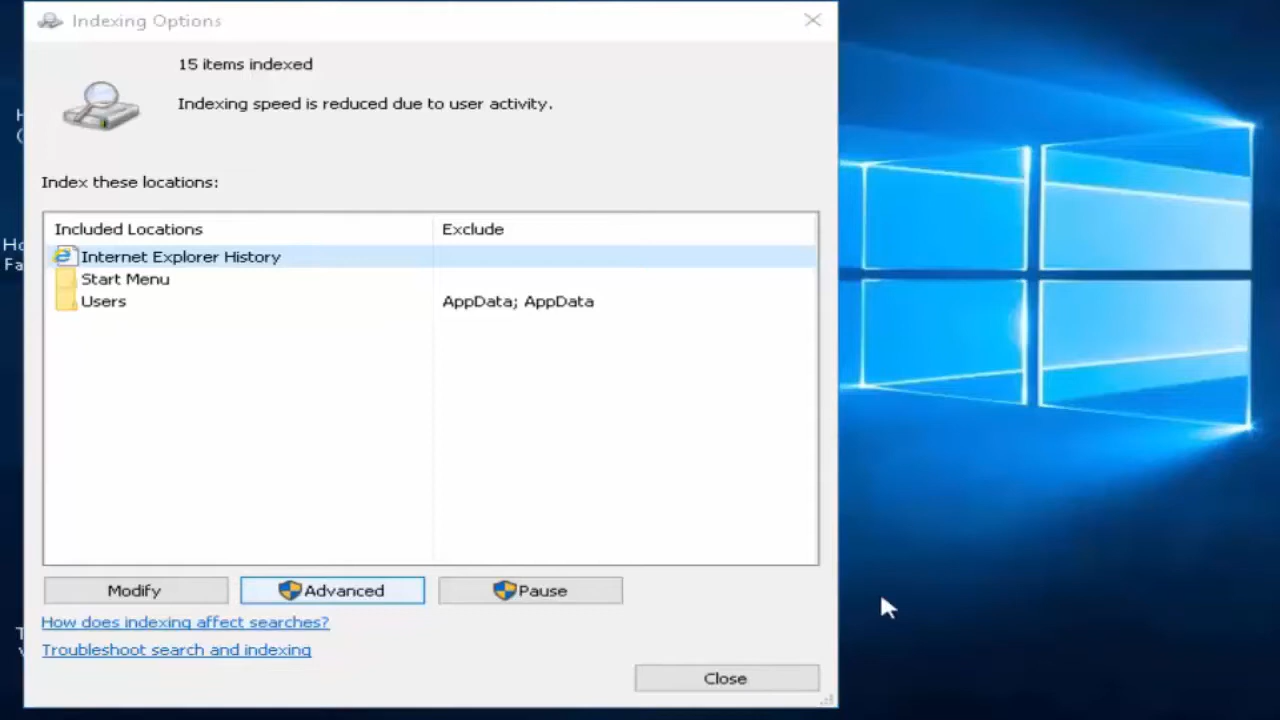 Indexing Options
15 items indexed
Indexing speed is reduced due to user activity.
Index these locations:
Included Locations Exclude
Internet Explorer History
Start Menu
Users AppData; AppData
Modify Advanced Pause
How does indexing affect searches?
Troubleshoot search and indexing
Close